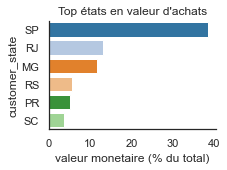 Top états en valeur d'achats
customer_state
SP
RJ
MG
RS
PR
SC
0 10 20 30 40
valeur monetaire (% du total)